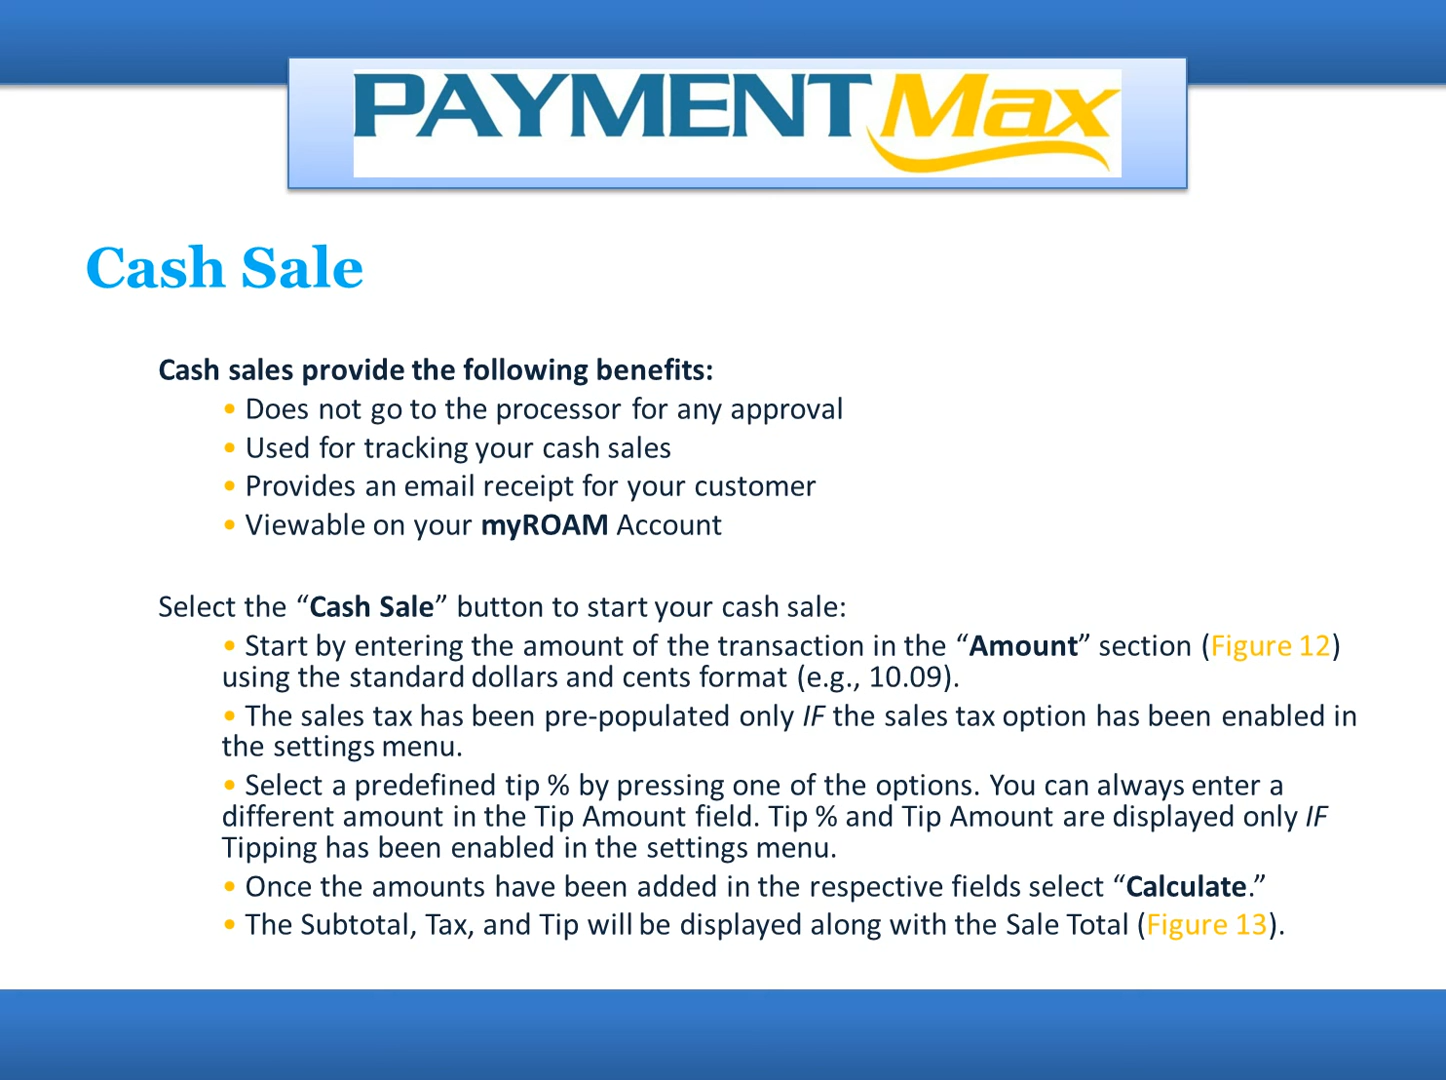 PAYMENTMax
Cash Sale
Cash sales provide the following benefits:
• Does not go to the processor for any approval
• Used for tracking your cash sales
• Provides an email receipt for your customer
• Viewable on your myROAM Account
Select the “Cash Sale” button to start your cash sale:
• Start by entering the amount of the transaction in the “Amount” section (Figure 12)
using the standard dollars and cents format (e.g., 10.09).
• The sales tax has been pre-populated only IF the sales tax option has been enabled in
the settings menu.
• Select a predefined tip % by pressing one of the options. You can always enter a
different amount in the Tip Amount field. Tip % and Tip Amount are displayed only IF
Tipping has been enabled in the settings menu.
• Once the amounts have been added in the respective fields select “Calculate.”
• The Subtotal, Tax, and Tip will be displayed along with the Sale Total (Figure 13).